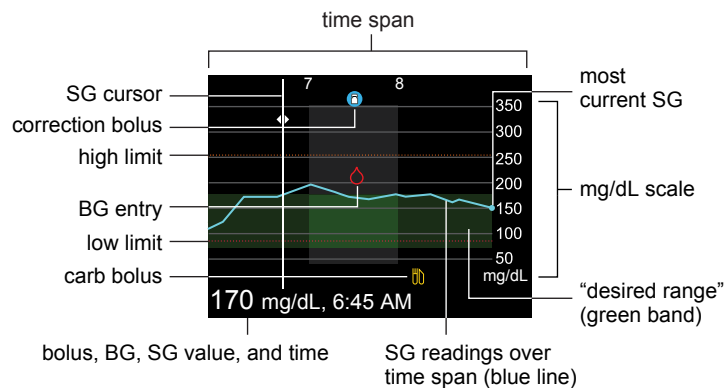 time span
7 8
SG cursor
correction bolus
high limit
BG entry
low limit
carb bolus
350
300
250
200
150
100
50
mg/dL
170 mg/dL, 6:45 AM
most
current SG
mg/dL scale
“desired range”
(green band)
bolus, BG, SG value, and time
SG readings over
time span (blue line)